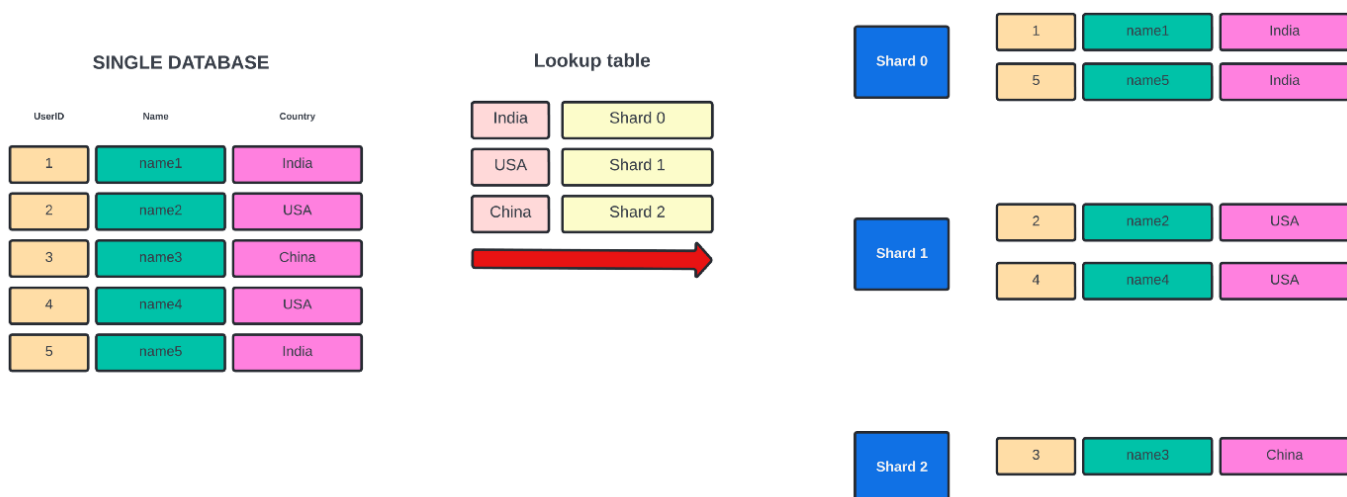 SINGLE DATABASE
UserID Name Country
1 name1 India
2 name2 USA
3 name3 China
4 name4 USA
5 name5 India
Lookup table
India Shard 0
USA Shard 1
China Shard 2
Shard 0
1 name1 India
5 name5 India
Shard 1
2 name2 USA
4 name4 USA
Shard 2
3 name3 China